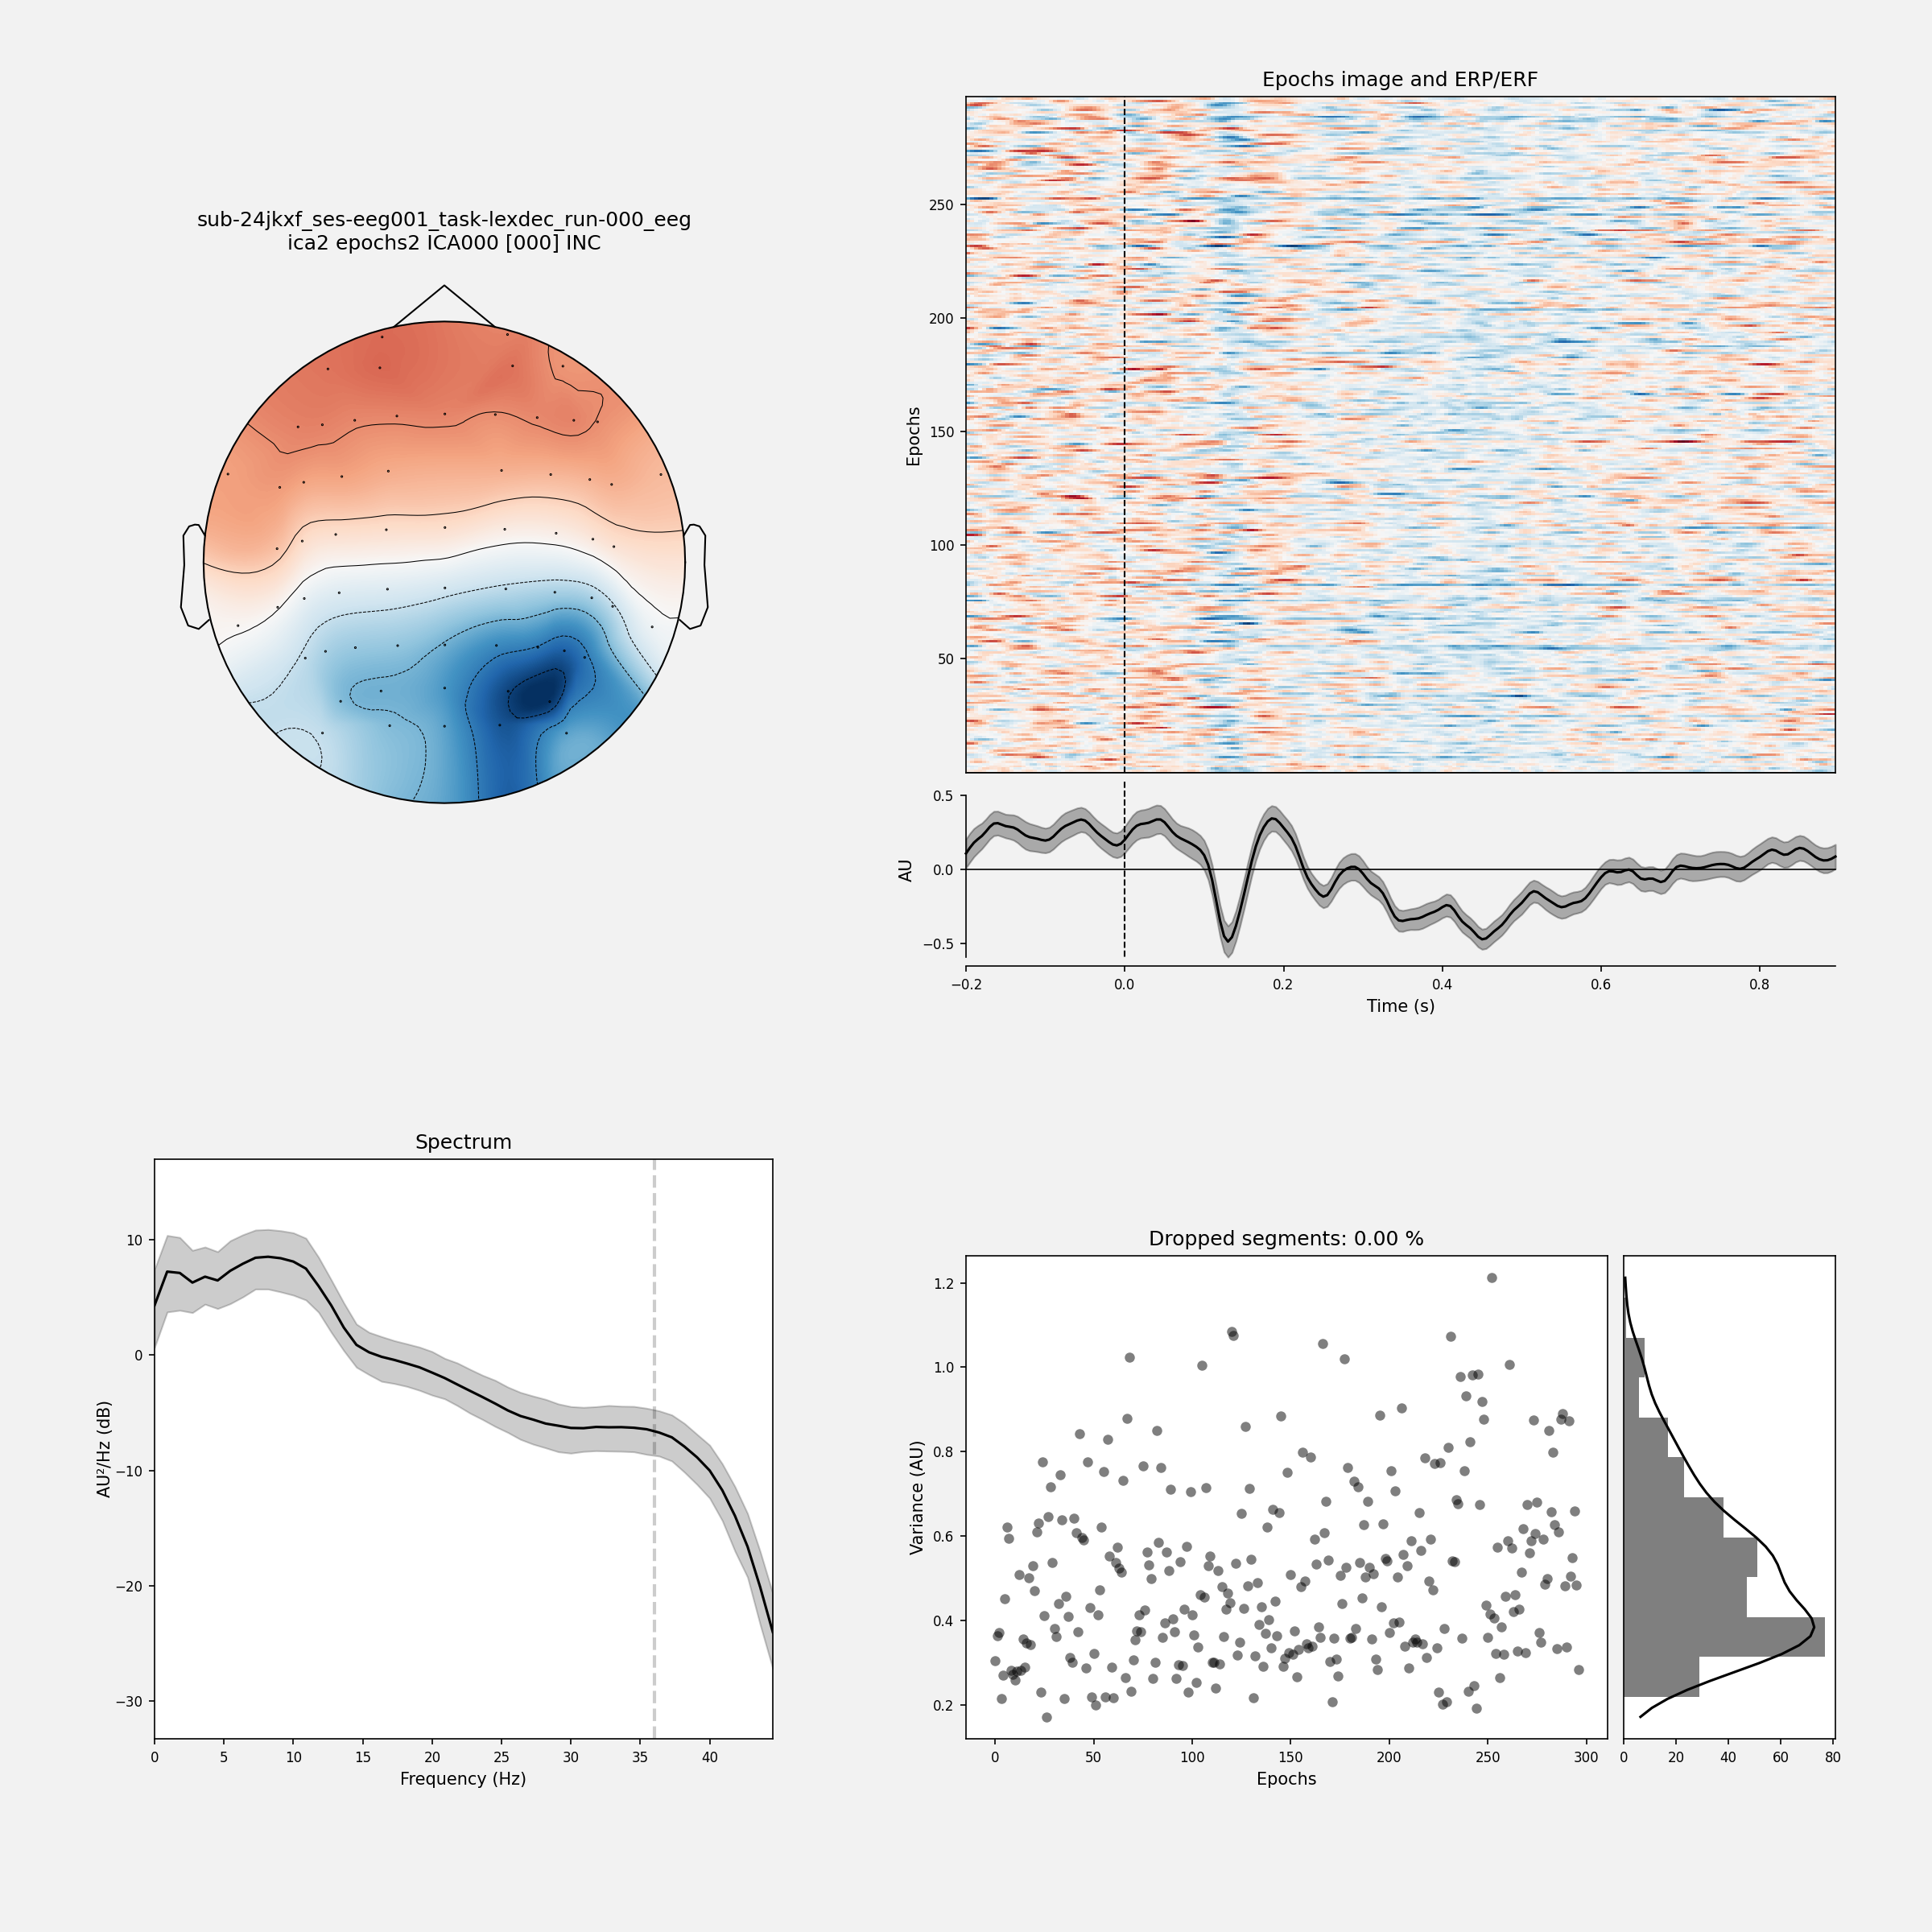 sub-24jkxf_ses-eeg001_task-lexdec_run-000_eeg
ica2 epochs2 ICA000 [000] INC
Epochs image and ERP/ERF
Epochs
250
200
150
100
50
AU
0.5
0.0
−0.5
−0.2 0.0 0.2 0.4 0.6 0.8
Time (s)
Spectrum
AU²/Hz (dB)
10
0
−10
−20
−30
0 5 10 15 20 25 30 35 40
Frequency (Hz)
Dropped segments: 0.00 %
Variance (AU)
1.2
1.0
0.8
0.6
0.4
0.2
0 50 100 150 200 250 300
Epochs
0 20 40 60 80